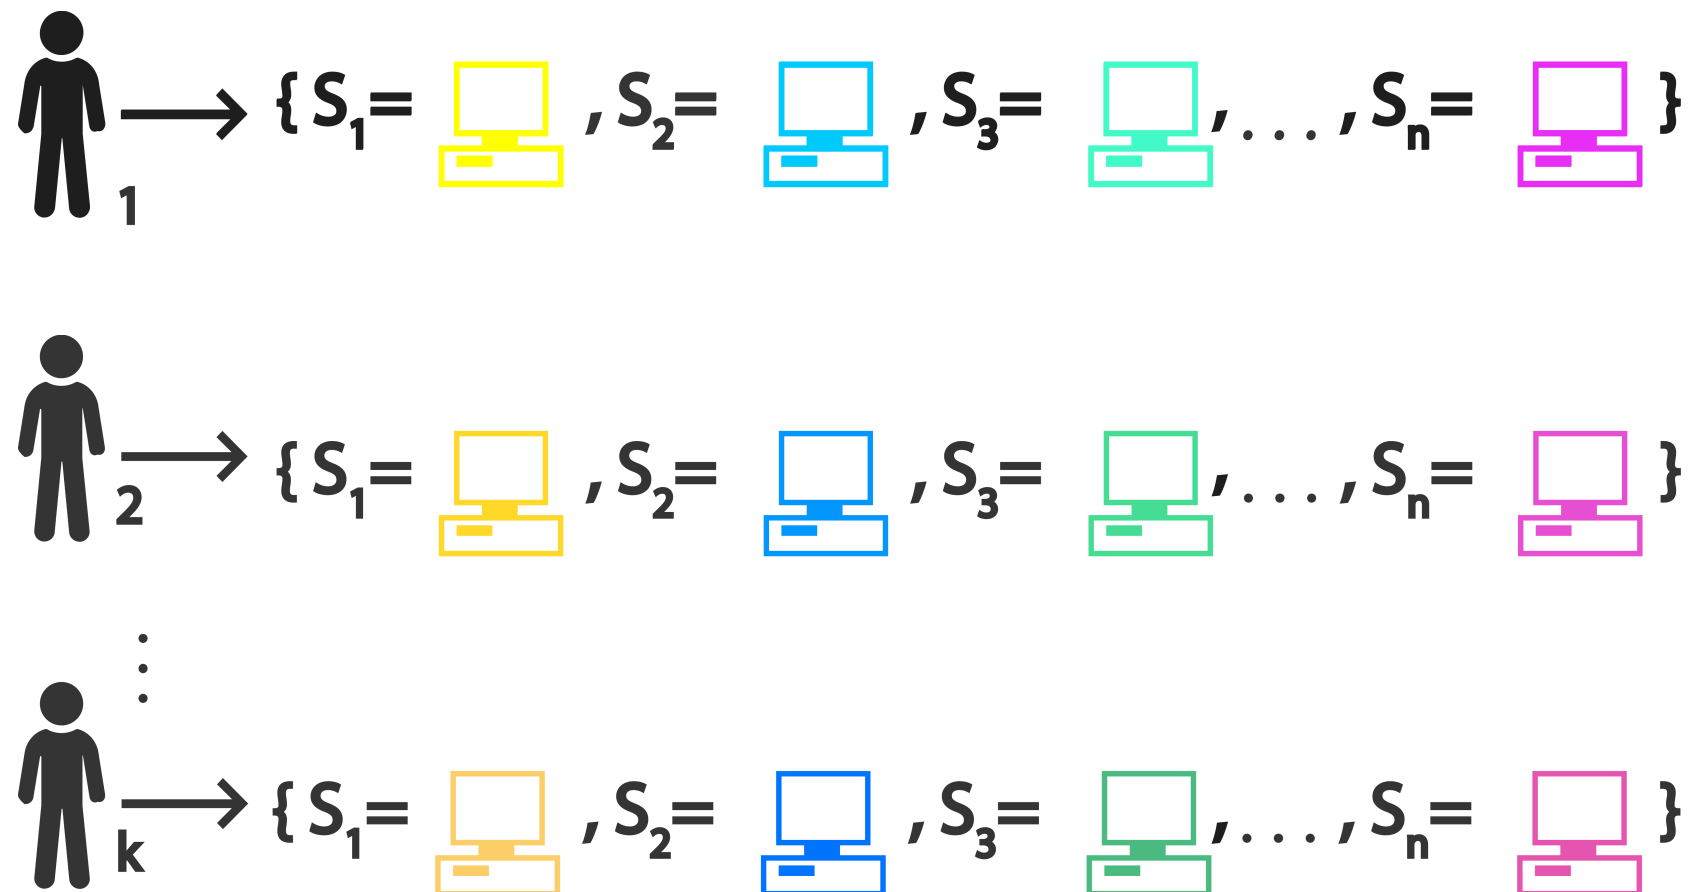 { S₁= , S₂= , S₃= , . . . , Sₙ= }
1
{ S₁= , S₂= , S₃= , . . . , Sₙ= }
2
{ S₁= , S₂= , S₃= , . . . , Sₙ= }
k